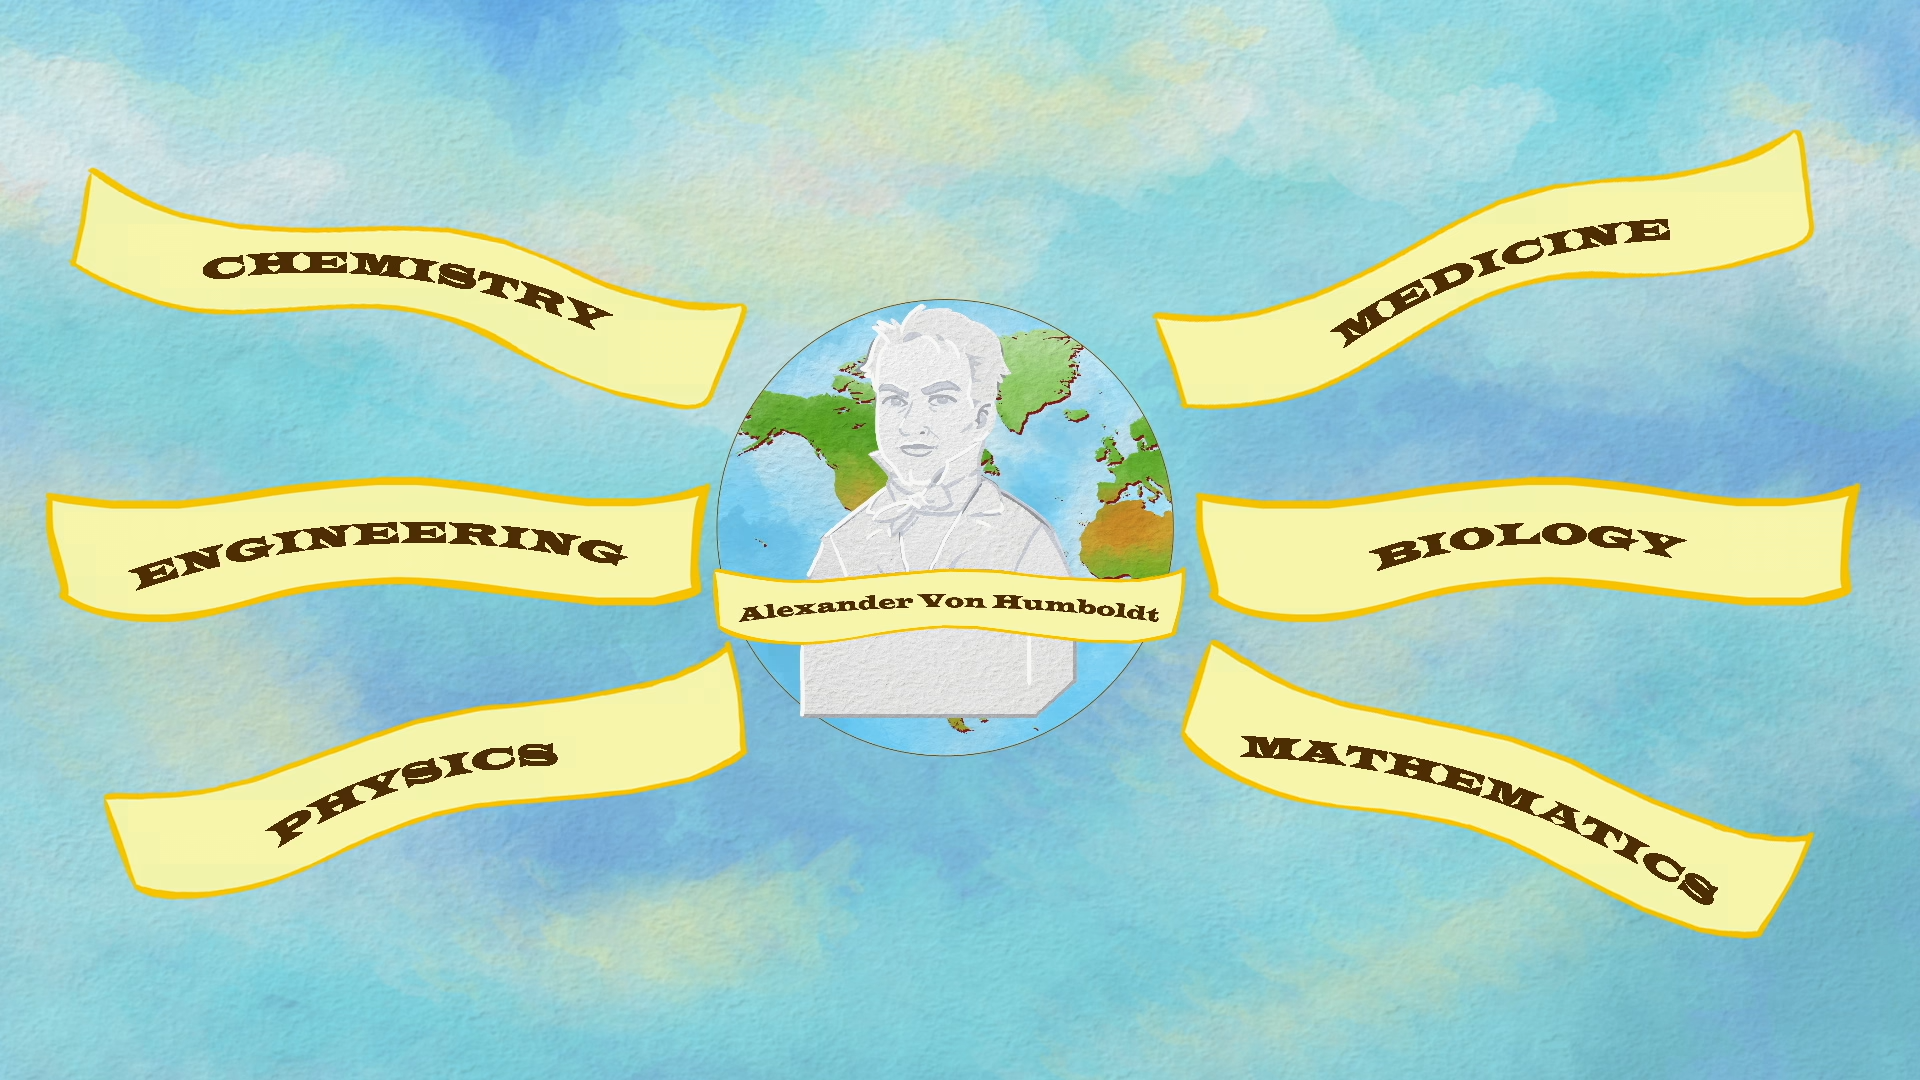 CHEMISTRY
MEDICINE
ENGINEERING
BIOLOGY
Alexander Von Humboldt
PHYSICS
MATHEMATICS